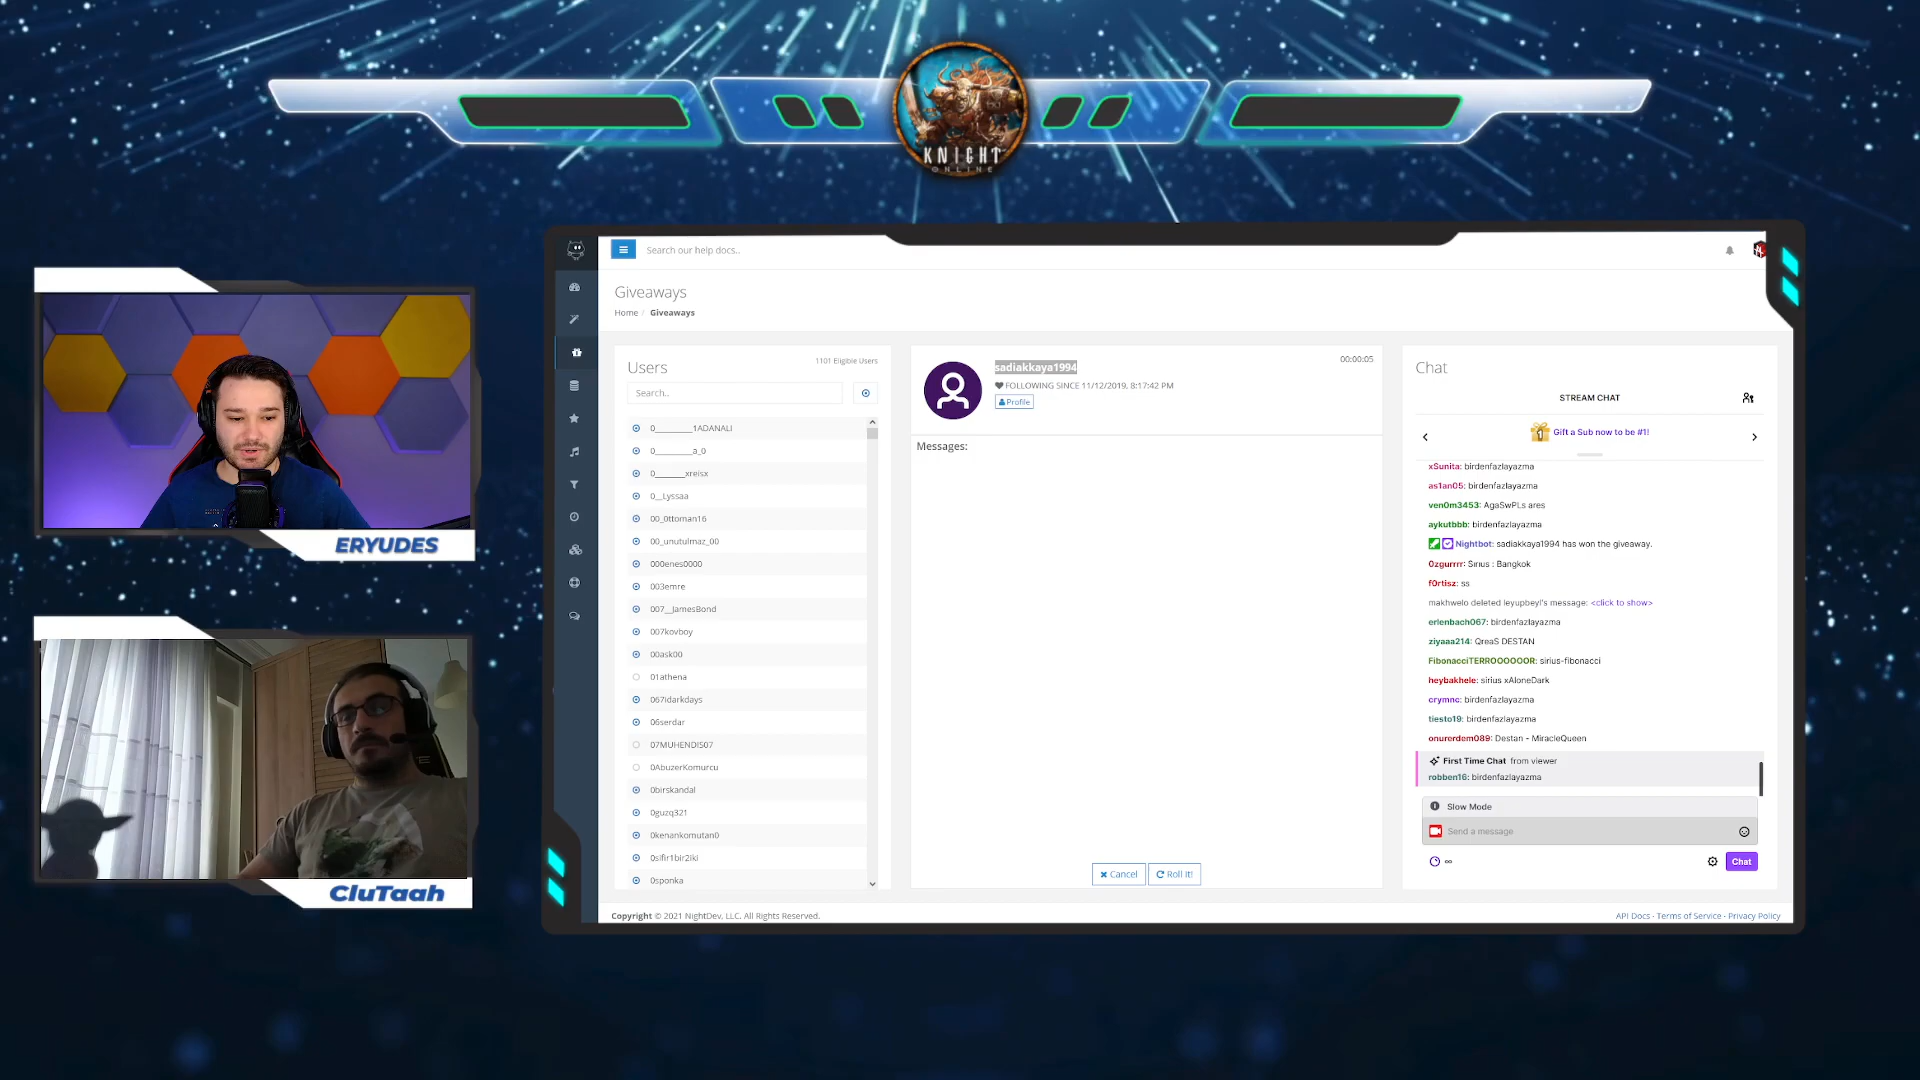 KNIGHT
ONLINE
ERYUDES
CluTaah
Search our help docs..
Giveaways
Home / Giveaways
Users
1101 Eligible Users
Search..
0________1ADANALI
0________a_0
0_______xreisx
0__Lyssaa
00_0ttoman16
00_unutulmaz_00
000enes0000
003emre
007__JamesBond
007kovboy
00ask00
01athena
067idarkdays
06serdar
07MUHENDIS07
0AbuzerKomurcu
0birskandal
0guzq321
0kenankomutan0
0sifir1bir2iki
0sponka
sadiakkaya1994
FOLLOWING SINCE 11/12/2019, 8:17:42 PM
Profile
00:00:05
Messages:
Cancel
Roll It!
Chat
STREAM CHAT
Gift a Sub now to be #1!
xSunita: birdenfazlayazma
as1an05: birdenfazlayazma
ven0m3453: AgaSwPLs ares
aykutbbb: birdenfazlayazma
Nightbot: sadiakkaya1994 has won the giveaway.
0zgurrrr: Sırıus : Bangkok
f0rtisz: ss
makhwelo deleted leyupbeyl's message: <click to show>
erlenbach067: birdenfazlayazma
ziyaaa214: QreaS DESTAN
FibonacciTERROOOOOOR: sirius-fibonacci
heybakhele: sirius xAloneDark
crymnc: birdenfazlayazma
tiesto19: birdenfazlayazma
onurerdem089: Destan - MiracleQueen
First Time Chat from viewer
robben16: birdenfazlayazma
Slow Mode
Send a message
∞
Chat
Copyright © 2021 NightDev, LLC, All Rights Reserved.
API Docs · Terms of Service · Privacy Policy